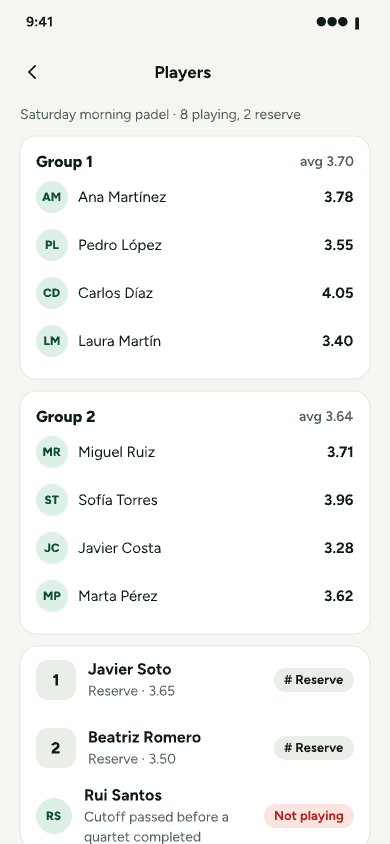 9:41
Players
Saturday morning padel · 8 playing, 2 reserve
Group 1 avg 3.70
AM Ana Martínez 3.78
PL Pedro López 3.55
CD Carlos Díaz 4.05
LM Laura Martín 3.40
Group 2 avg 3.64
MR Miguel Ruiz 3.71
ST Sofía Torres 3.96
JC Javier Costa 3.28
MP Marta Pérez 3.62
1 Javier Soto # Reserve
Reserve · 3.65
2 Beatriz Romero # Reserve
Reserve · 3.50
RS Rui Santos Not playing
Cutoff passed before a
quartet completed